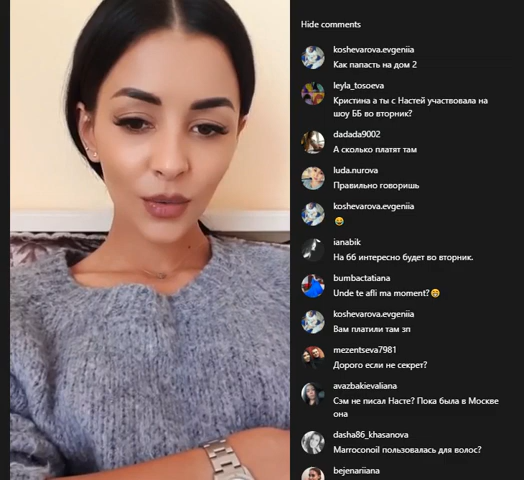 Hide comments
koshevarova.evgeniia
Как папасть на дом 2
leyla_tosoeva
Кристина а ты с Настей участвовала на
шоу ББ во вторник?
dadada9002
А сколько платят там
luda.nurova
Правильно говоришь
koshevarova.evgeniia
😄
ianabik
На бб интересно будет во вторник.
bumbactatiana
Unde te afli ma moment?😊
koshevarova.evgeniia
Вам платили там зп
mezentseva7981
Дорого если не секрет?
avazbakievaliana
Сэм не писал Насте? Пока была в Москве
она
dasha86_khasanova
Marroconoil пользовалась для волос?
bejenariiana